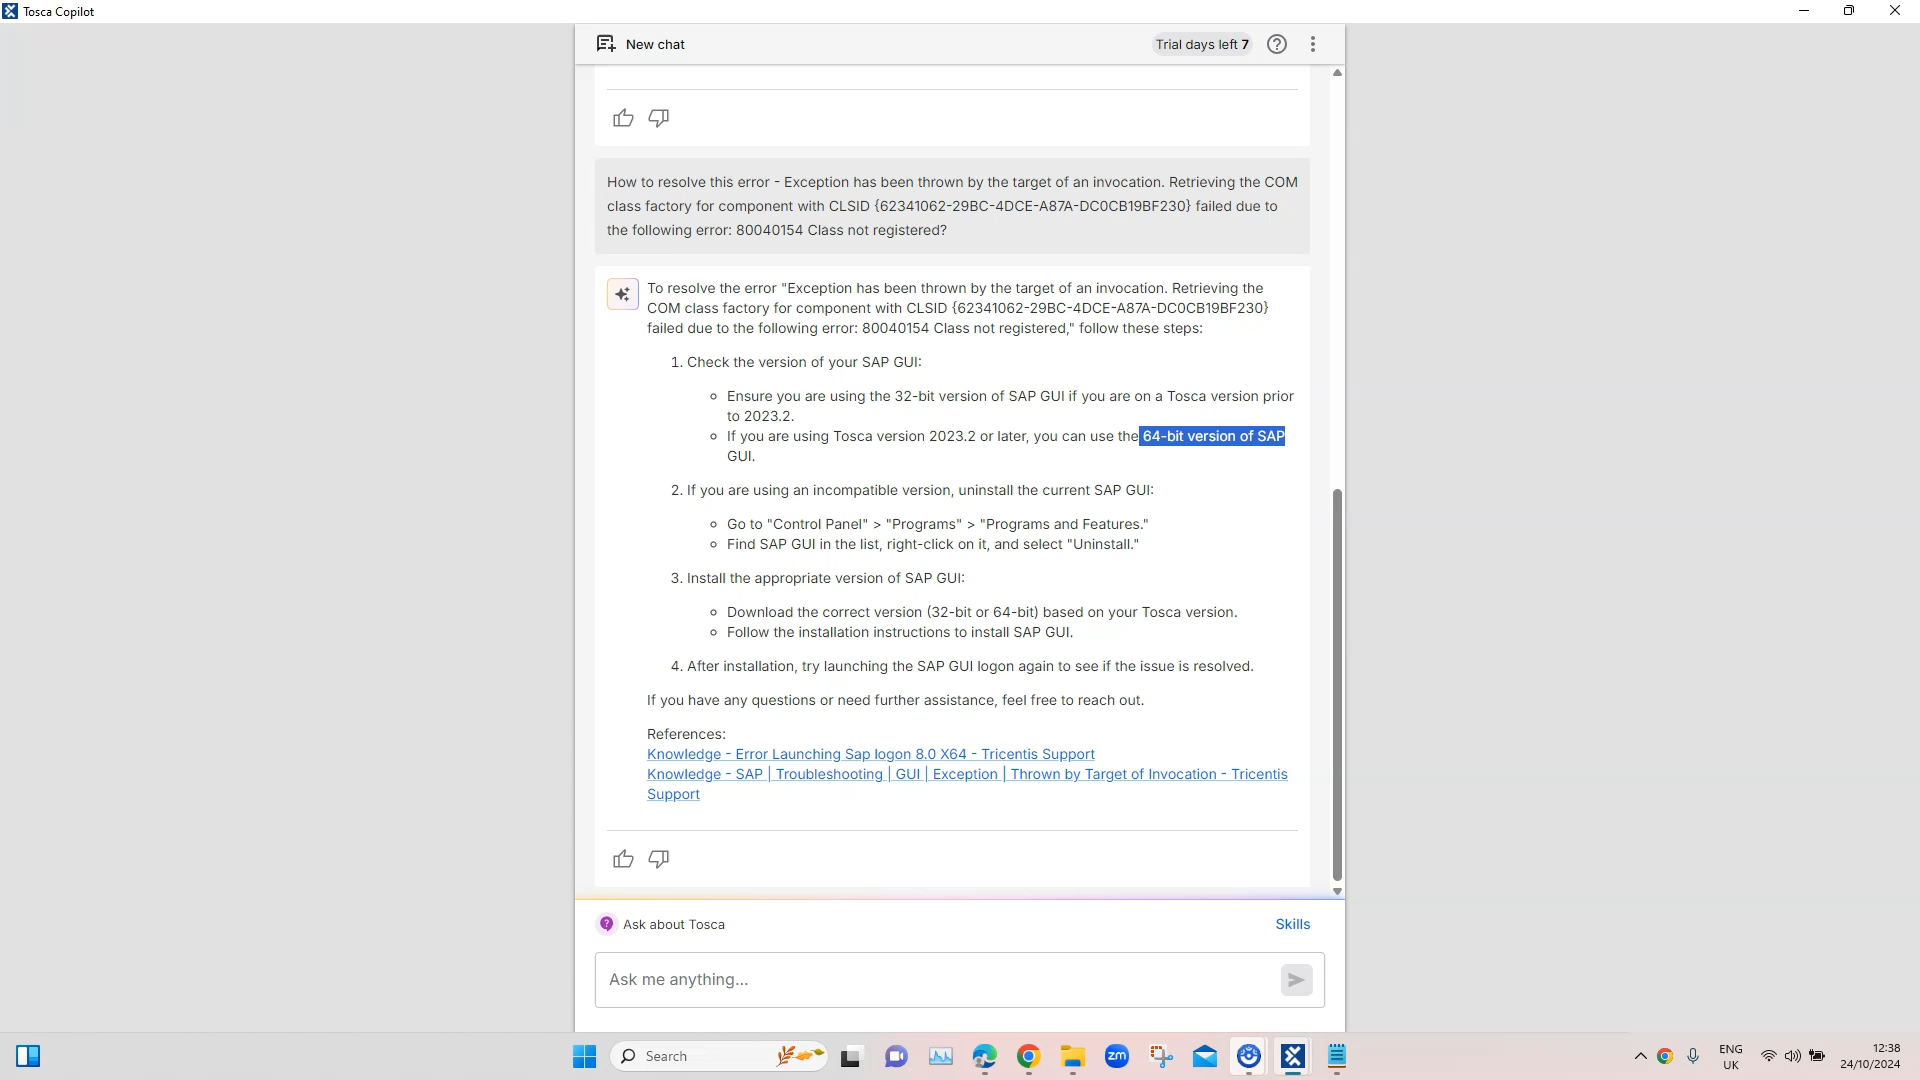 Tosca Copilot
New chat
Trial days left 7
How to resolve this error - Exception has been thrown by the target of an invocation. Retrieving the COM
class factory for component with CLSID {62341062-29BC-4DCE-A87A-DC0CB19BF230} failed due to
the following error: 80040154 Class not registered?
To resolve the error "Exception has been thrown by the target of an invocation. Retrieving the
COM class factory for component with CLSID {62341062-29BC-4DCE-A87A-DC0CB19BF230}
failed due to the following error: 80040154 Class not registered," follow these steps:
1. Check the version of your SAP GUI:
Ensure you are using the 32-bit version of SAP GUI if you are on a Tosca version prior
to 2023.2.
If you are using Tosca version 2023.2 or later, you can use the 64-bit version of SAP
GUI.
2. If you are using an incompatible version, uninstall the current SAP GUI:
Go to "Control Panel" > "Programs" > "Programs and Features."
Find SAP GUI in the list, right-click on it, and select "Uninstall."
3. Install the appropriate version of SAP GUI:
Download the correct version (32-bit or 64-bit) based on your Tosca version.
Follow the installation instructions to install SAP GUI.
4. After installation, try launching the SAP GUI logon again to see if the issue is resolved.
If you have any questions or need further assistance, feel free to reach out.
References:
Knowledge - Error Launching Sap logon 8.0 X64 - Tricentis Support
Knowledge - SAP | Troubleshooting | GUI | Exception | Thrown by Target of Invocation - Tricentis
Support
Ask about Tosca
Skills
Ask me anything...
Search
zm
ENG
UK
12:38
24/10/2024